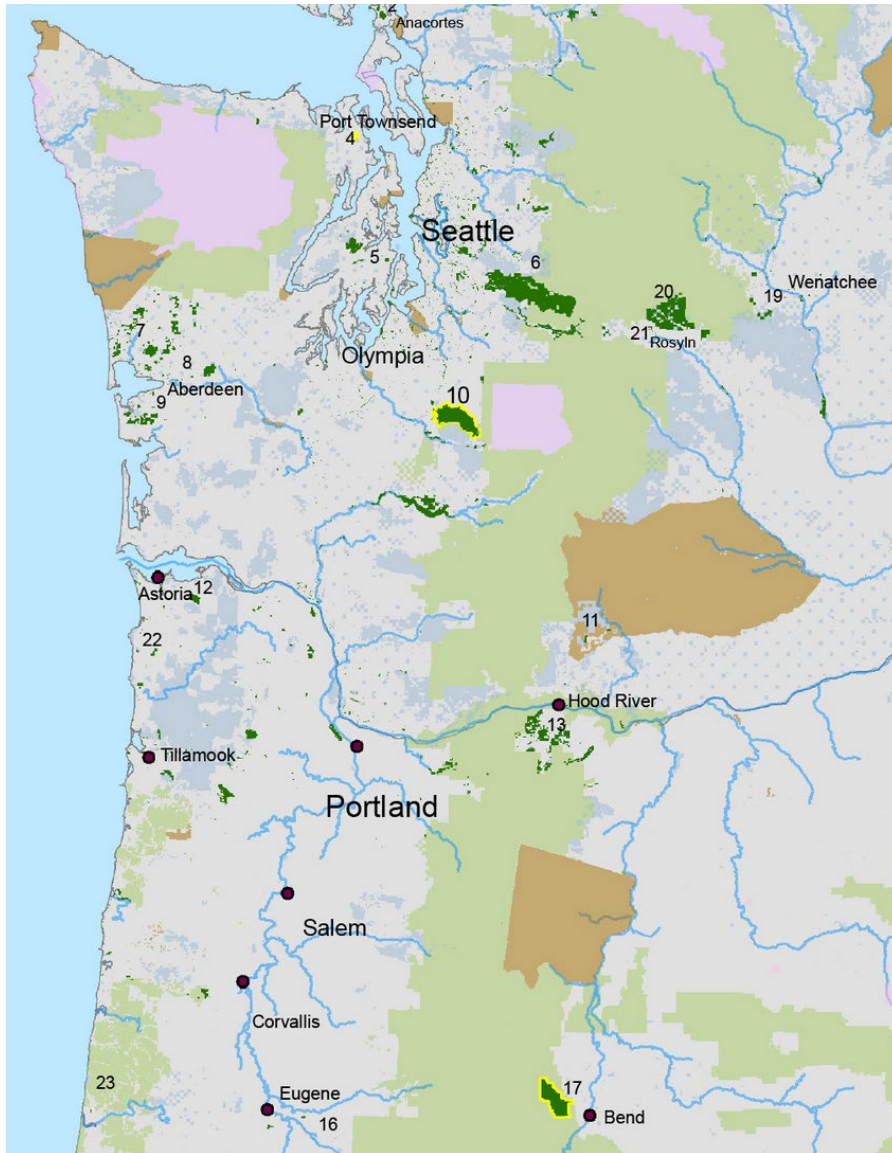 2
Anacortes
Port Townsend
4
Seattle
5
6
20
19
Wenatchee
7
21
Rosyln
Olympia
8
Aberdeen
9
10
12
Astoria
11
22
Hood River
13
Tillamook
Portland
Salem
Corvallis
23
17
Eugene
Bend
16